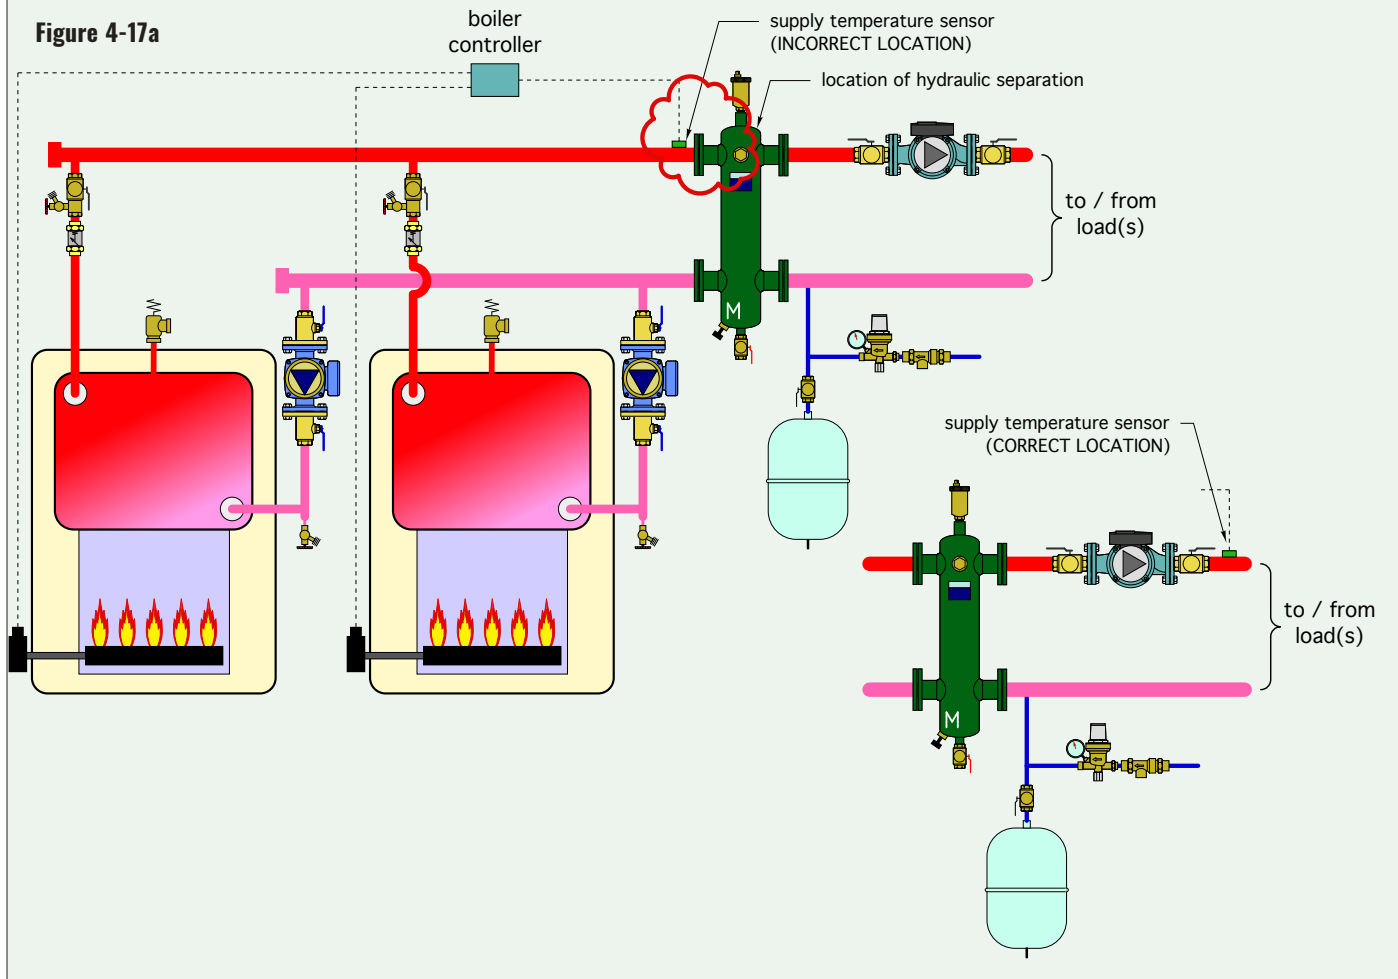 Figure 4-17a
boiler
controller
supply temperature sensor
(INCORRECT LOCATION)
location of hydraulic separation
to / from
load(s)
M
supply temperature sensor
(CORRECT LOCATION)
to / from
load(s)
M